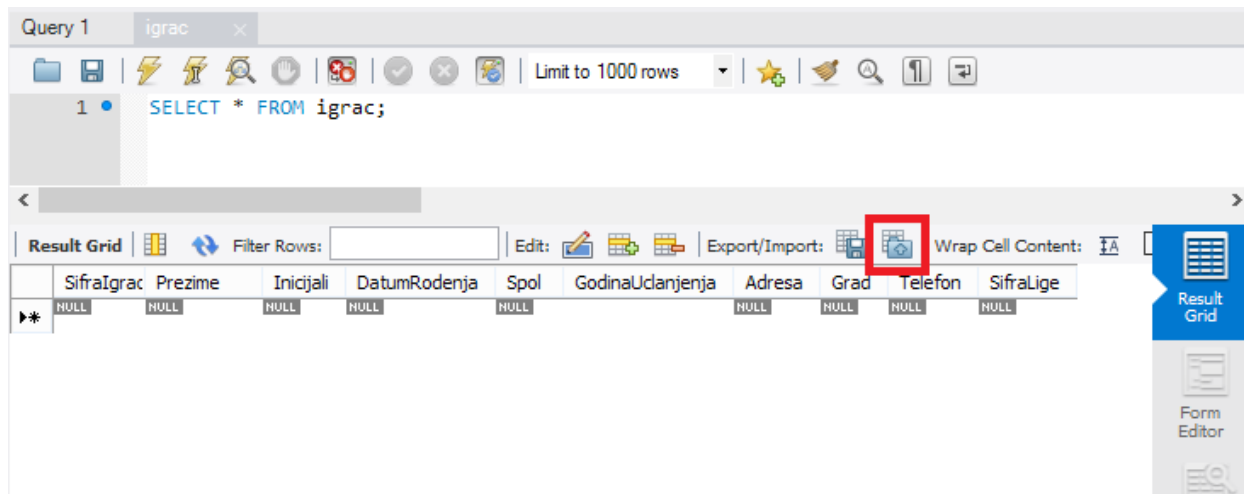 Query 1 igrac
Limit to 1000 rows
1 SELECT * FROM igrac;
Result Grid Filter Rows: Edit: Export/Import: Wrap Cell Content:
SifraIgrac Prezime Inicijali DatumRodenja Spol GodinaUclanjenja Adresa Grad Telefon SifraLige
NULL NULL NULL NULL NULL NULL NULL NULL NULL
Result
Grid
Form
Editor